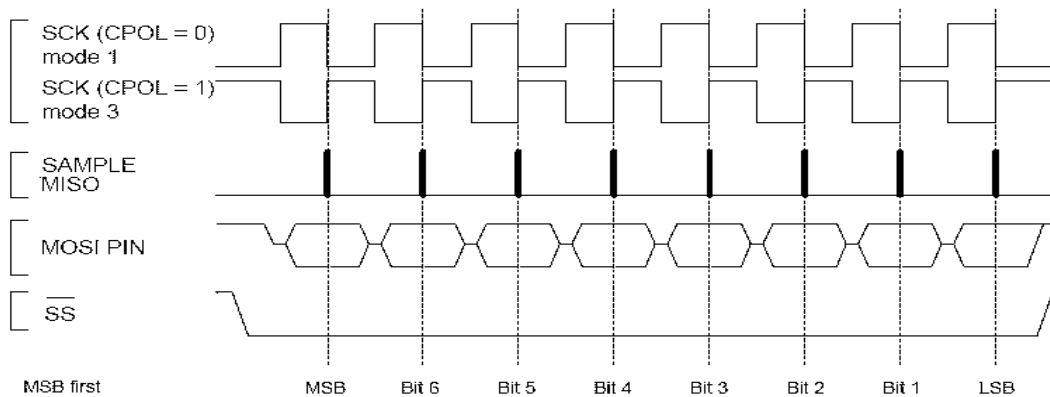 SCK (CPOL = 0)
mode 1
SCK (CPOL = 1)
mode 3
SAMPLE
MISO
MOSI PIN
SS
MSB first
MSB Bit 6 Bit 5 Bit 4 Bit 3 Bit 2 Bit 1 LSB